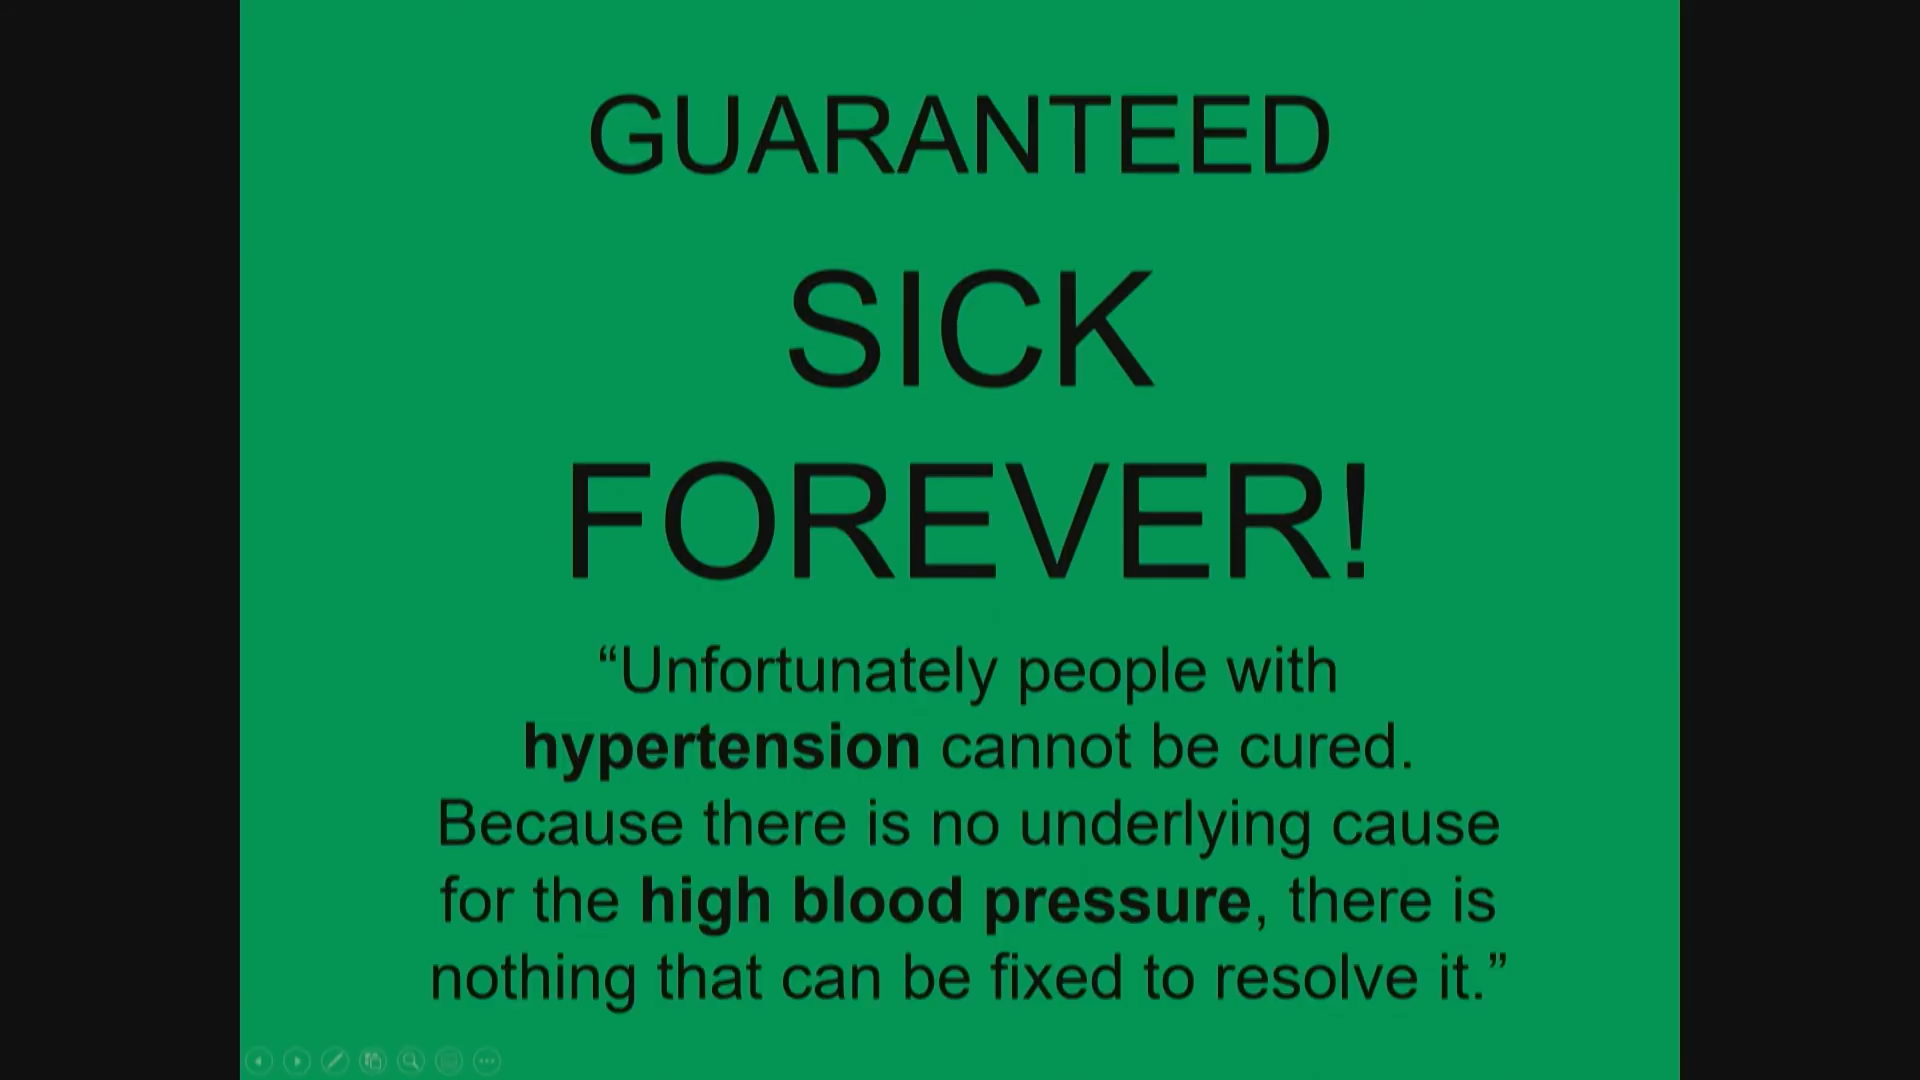 GUARANTEED
SICK
FOREVER!
“Unfortunately people with
hypertension cannot be cured.
Because there is no underlying cause
for the high blood pressure, there is
nothing that can be fixed to resolve it.”